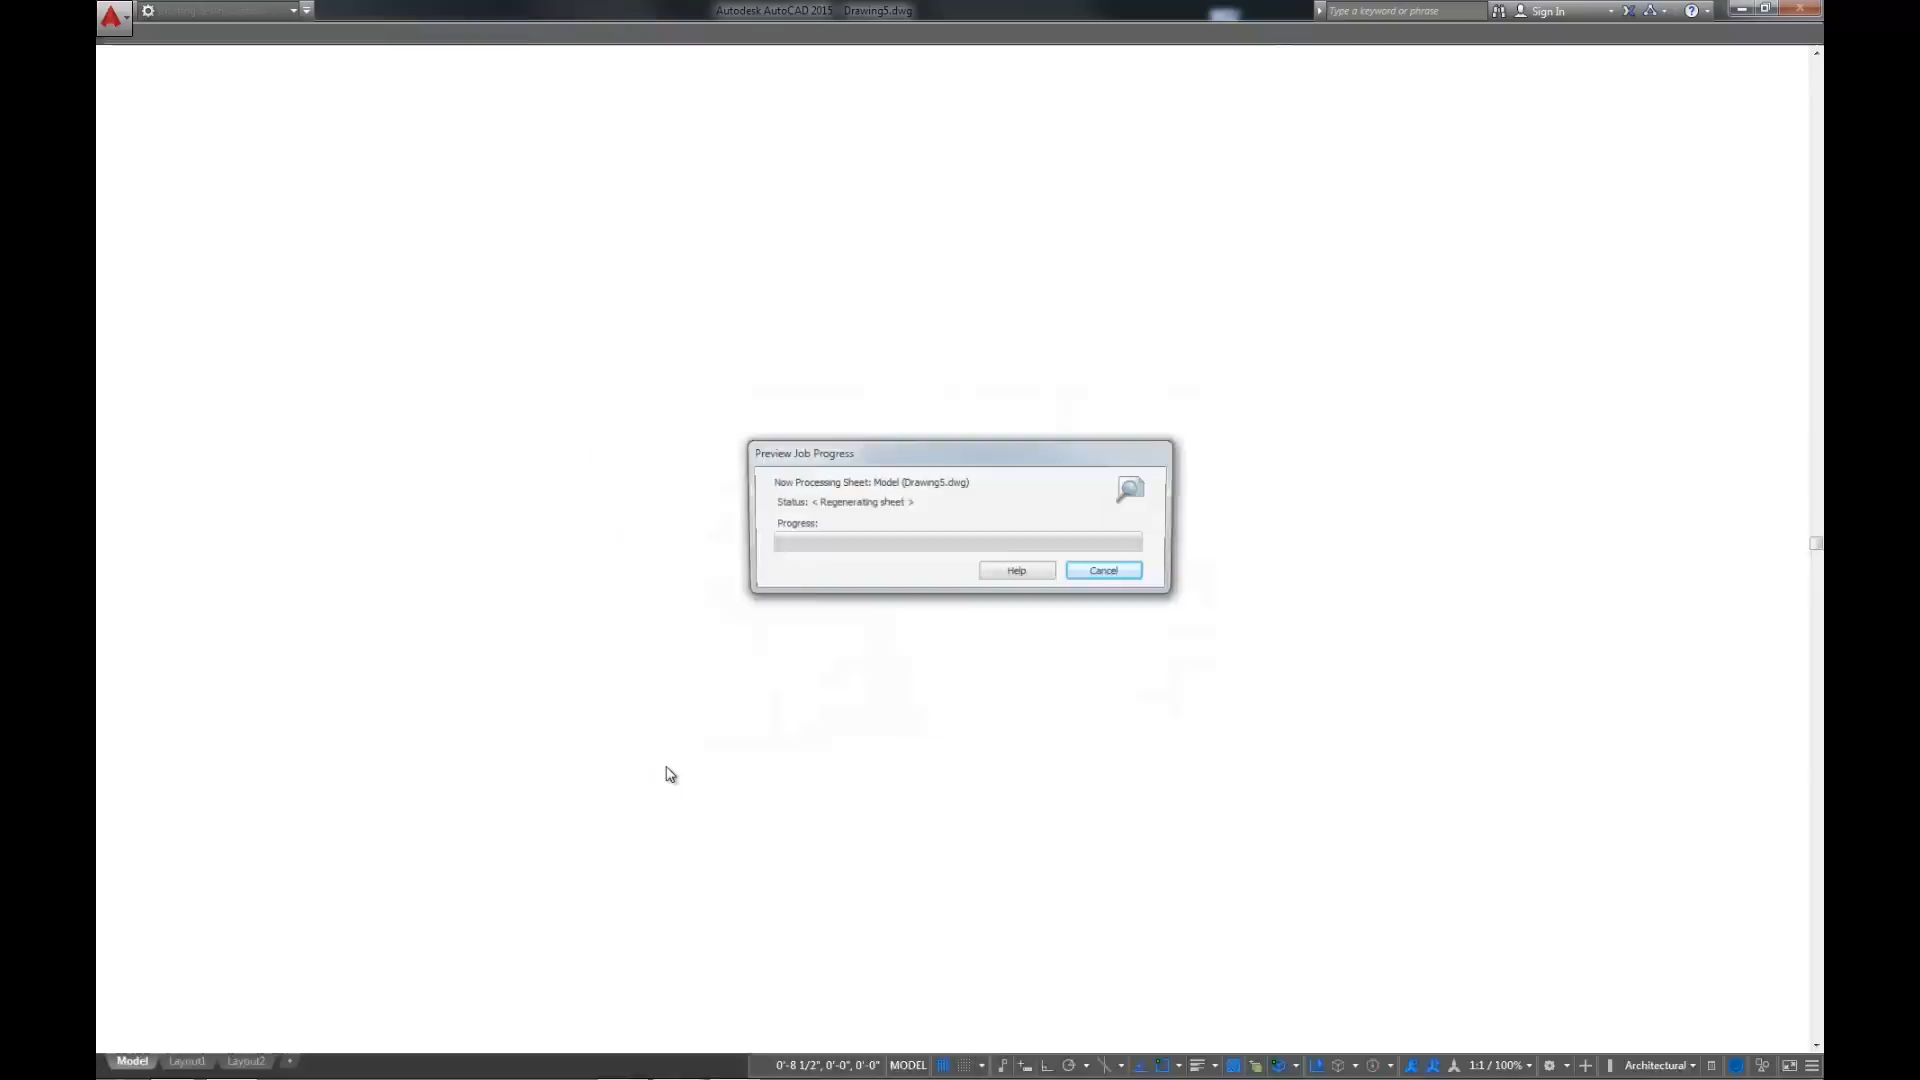 Autodesk AutoCAD 2015 Drawing5.dwg
Type a keyword or phrase
Sign In
Preview Job Progress
Now Processing Sheet: Model (Drawing5.dwg)
Status: < Regenerating sheet >
Progress:
Help
Cancel
Model Layout1 Layout2 +
0'-8 1/2", 0'-0", 0'-0" MODEL 1:1 / 100% Architectural